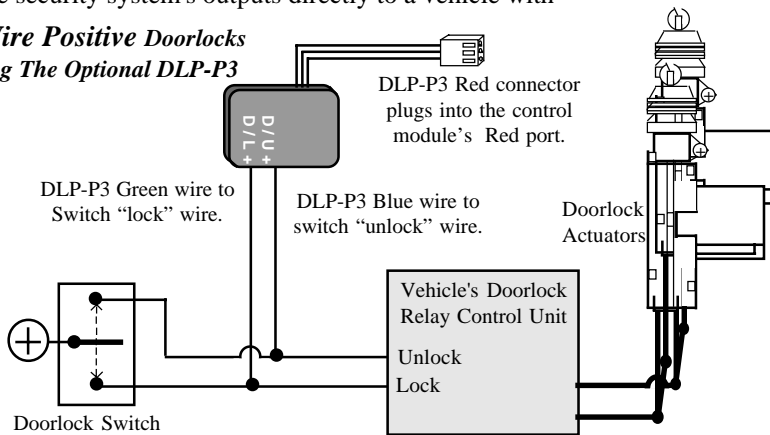 security system's outputs directly to a vehicle with
Wire Positive Doorlocks
The Optional DLP-P3
DLP-P3 Red connector
plugs into the control
module's Red port.
D/L +
D/U +
DLP-P3 Green wire to
Switch “lock” wire.
DLP-P3 Blue wire to
switch “unlock” wire.
Doorlock
Actuators
Vehicle's Doorlock
Relay Control Unit
Unlock
Lock
Doorlock Switch